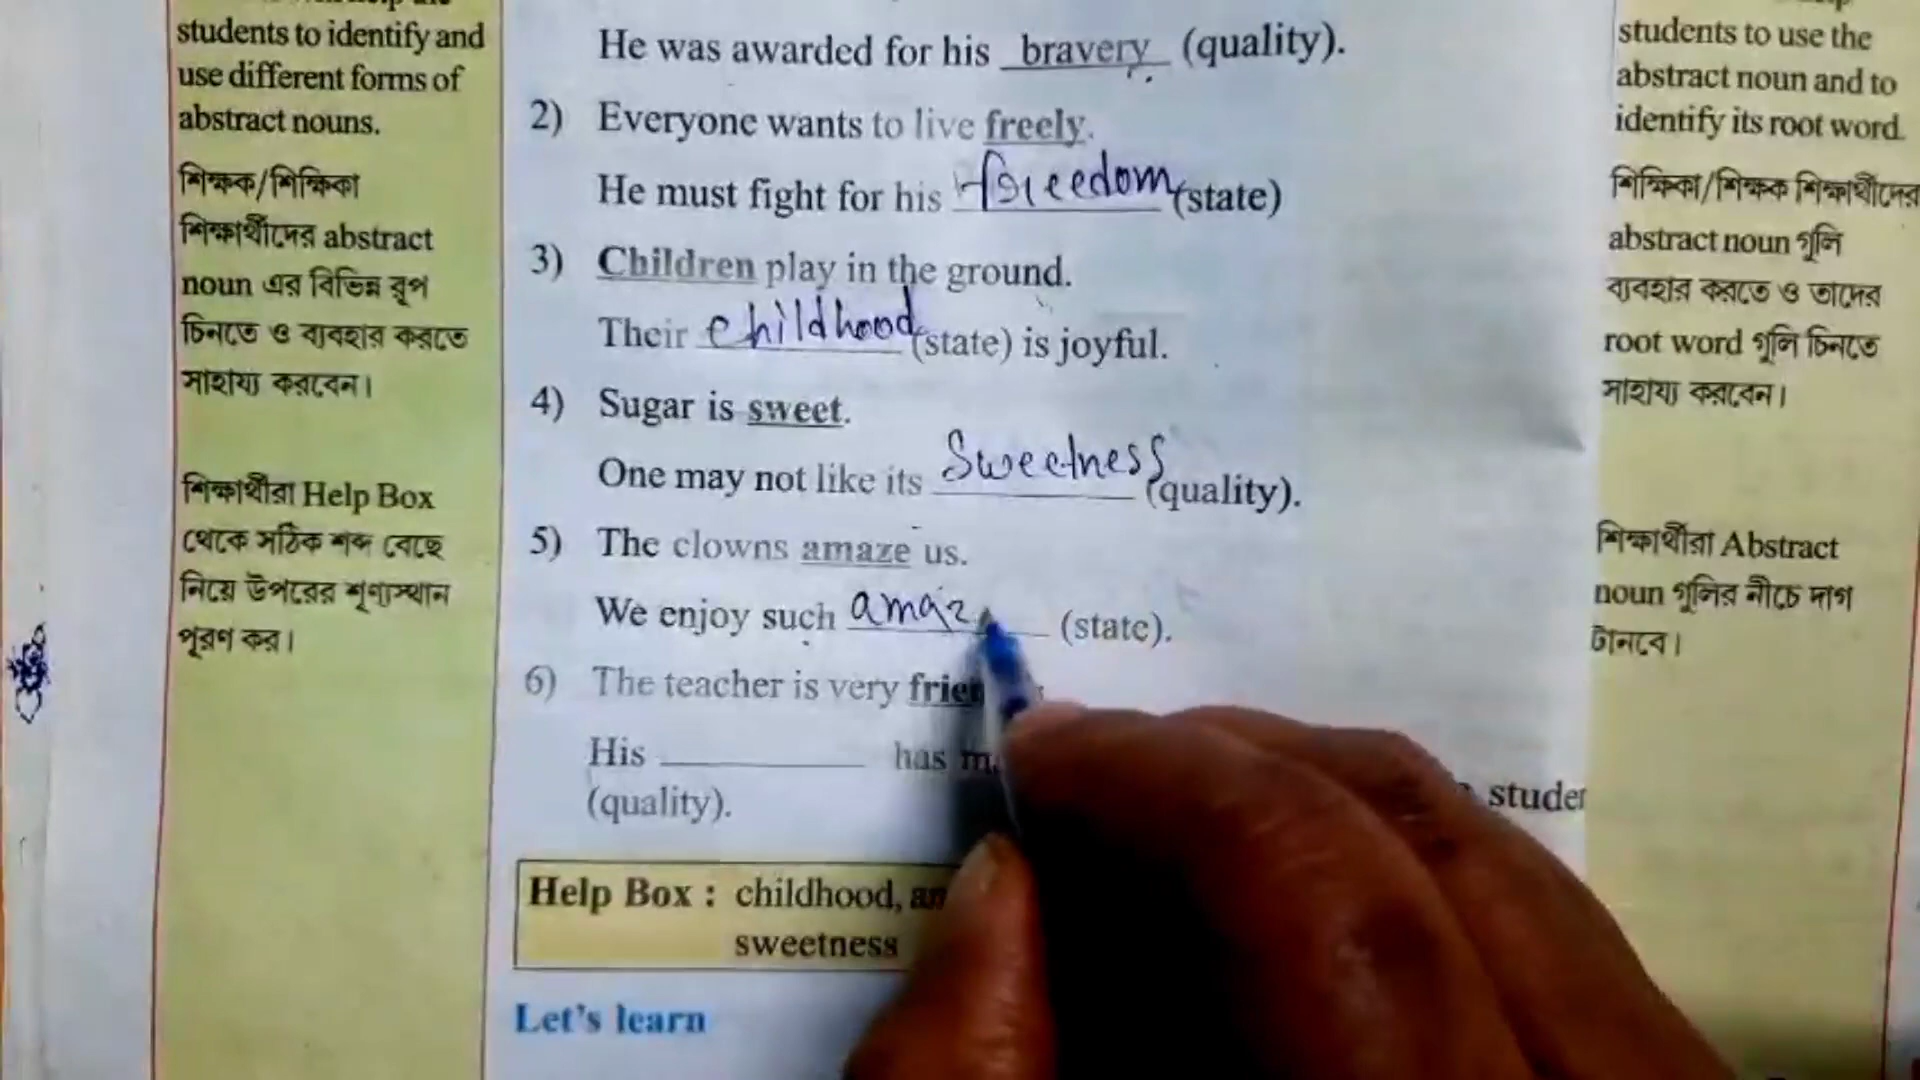 students to identify and
use different forms of
abstract nouns.
শিক্ষক/শিক্ষিকা
শিক্ষার্থীদের abstract
noun এর বিভিন্ন রূপ
চিনতে ও ব্যবহার করতে
সাহায্য করবেন।
শিক্ষার্থীরা Help Box
থেকে সঠিক শব্দ বেছে
নিয়ে উপরের শূণ্যস্থান
পূরণ কর।
He was awarded for his bravery (quality).
2) Everyone wants to live freely.
He must fight for his freedom (state)
3) Children play in the ground.
Their childhood (state) is joyful.
4) Sugar is sweet.
One may not like its Sweetness (quality).
5) The clowns amaze us.
We enjoy such amaz (state).
6) The teacher is very
His ________ has
(quality).
Help Box : childhood,
sweetness
Let's learn
students to use the
abstract noun and to
identify its root word.
শিক্ষিকা/শিক্ষক শিক্ষার্থীদের
abstract noun গুলি
ব্যবহার করতে ও তাদের
root word গুলি চিনতে
সাহায্য করবেন।
শিক্ষার্থীরা Abstract
noun গুলির নীচে দাগ
টানবে।